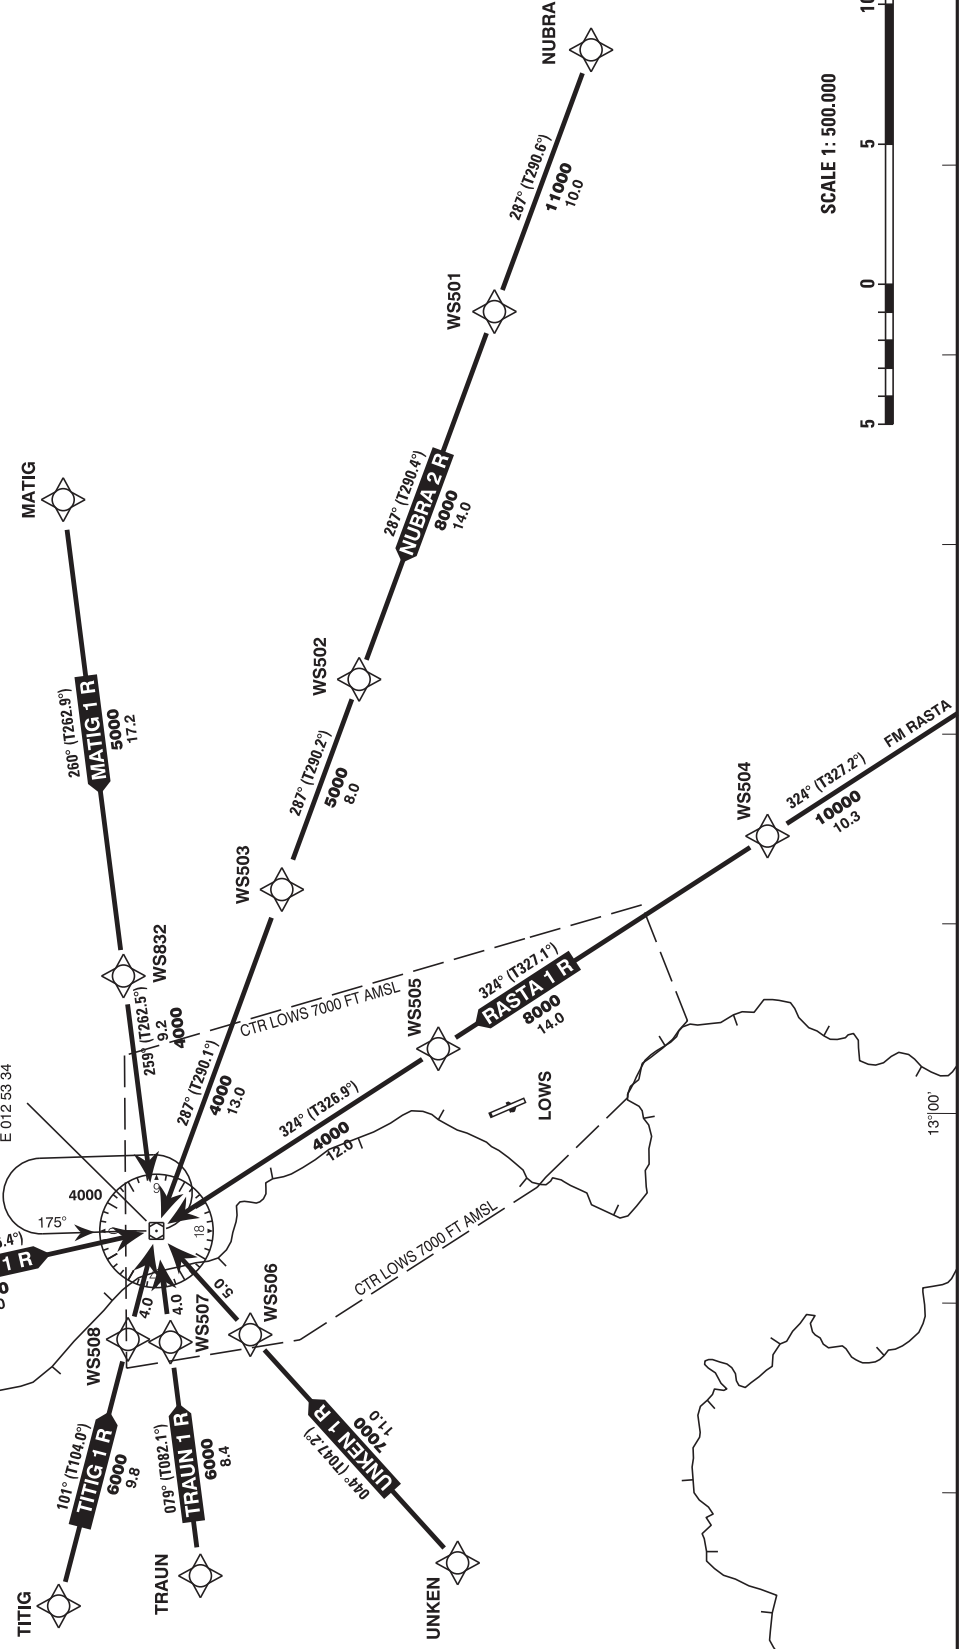 NUBRA
287° (T290.6°)
11000
10.0
WS501
287° (T290.4°)
NUBRA 2 R
8000
14.0
WS502
287° (T290.2°)
5000
8.0
WS503
287° (T290.1°)
4000
13.0
MATIG
260° (T262.9°)
MATIG 1 R
5000
17.2
WS832
259° (T262.5°)
9.2
4000
CTR LOWS 7000 FT AMSL
FM RASTA
324° (T327.2°)
10000
10.3
WS504
324° (T327.1°)
RASTA 1 R
8000
14.0
WS505
324° (T326.9°)
4000
12.0
LOWS
E 012 53 34
4000
175°
9
18
1 R
4.0
4.0
5.0
WS508
WS507
WS506
CTR LOWS 7000 FT AMSL
101° (T104.0°)
TITIG 1 R
6000
9.8
TITIG
079° (T082.1°)
TRAUN 1 R
6000
8.4
TRAUN
044° (T047.2°)
UNKEN 1 R
7000
11.0
UNKEN
SCALE 1: 500.000
5
0
5
10
13°00'